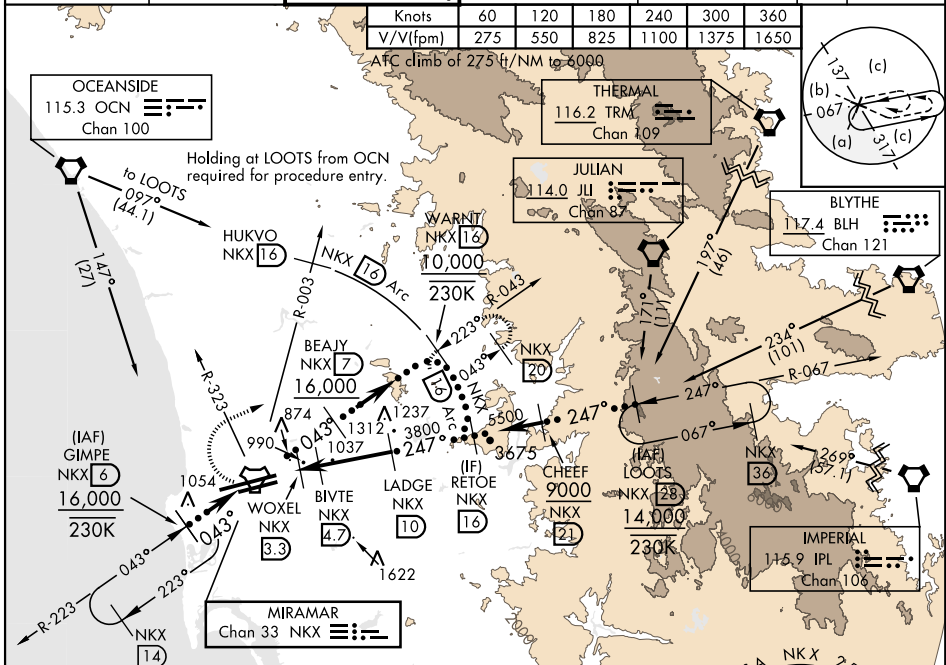 Knots 60 120 180 240 300 360
V/V(fpm) 275 550 825 1100 1375 1650
ATC climb of 275 ft/NM to 6000
OCEANSIDE
115.3 OCN
Chan 100
THERMAL
116.2 TRM
Chan 109
JULIAN
114.0 JLI
Chan 87
BLYTHE
117.4 BLH
Chan 121
137
(c)
(b)
067
(a)
(c)
317
Holding at LOOTS from OCN
required for procedure entry.
to LOOTS
097°
(44.1)
147°
(27)
HUKVO
NKX 16
NKX 16 Arc
WARNT
NKX 16
10,000
230K
R-003
R-043
223°
043°
197°
(46)
171°
234°
(101)
R-067
247°
067°
BEAJY
NKX 7
16,000
NKX
20
16
Arc
NKX
R-323
874
990
043°
1312
1037
1237
3800
247°
5500
3675
247°
(IAF)
GIMPE
NKX 6
16,000
230K
1054
043°
WOXEL
NKX
3.3
BIVTE
NKX
4.7
LADGE
NKX
10
(IF)
RETOE
NKX
16
CHEEF
9000
NKX
21
(IAF)
LOOTS
NKX 28
14,000
230K
NKX
36
269°
(67.1)
1622
043°
223°
R-223
NKX
14
MIRAMAR
Chan 33 NKX
IMPERIAL
115.9 IPL
Chan 106
2000
4000
NKX